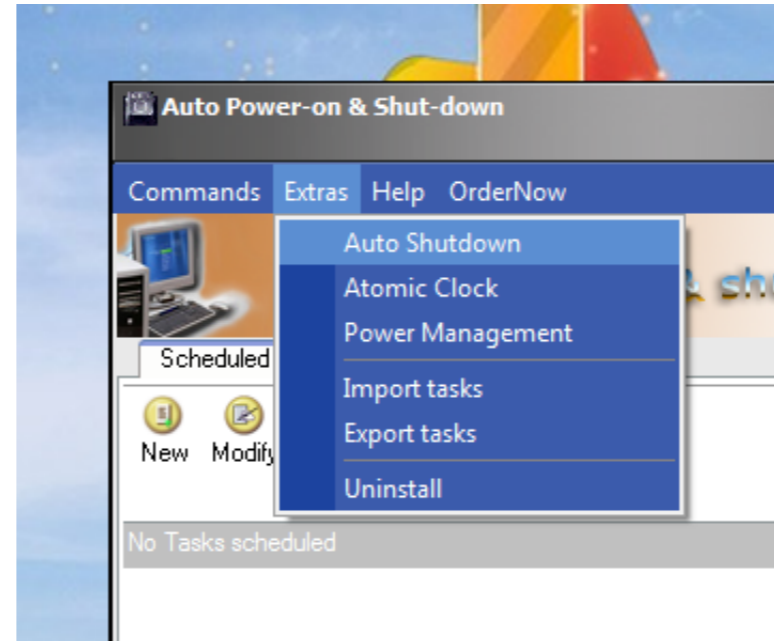 Auto Power-on & Shut-down
Commands Extras Help OrderNow
Auto Shutdown
Atomic Clock
Power Management
Import tasks
Export tasks
Uninstall
Scheduled
New Modify
No Tasks scheduled